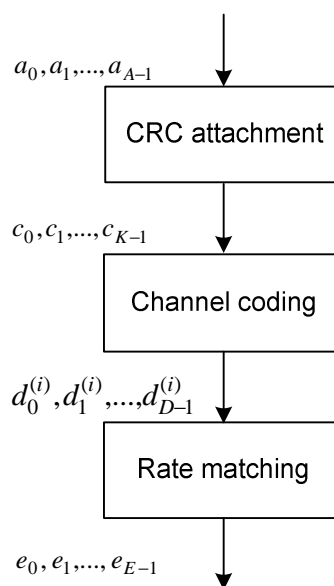 a_0, a_1,..., a_{A-1}
CRC attachment
c_0, c_1,..., c_{K-1}
Channel coding
d_0^{(i)}, d_1^{(i)},..., d_{D-1}^{(i)}
Rate matching
e_0, e_1,..., e_{E-1}